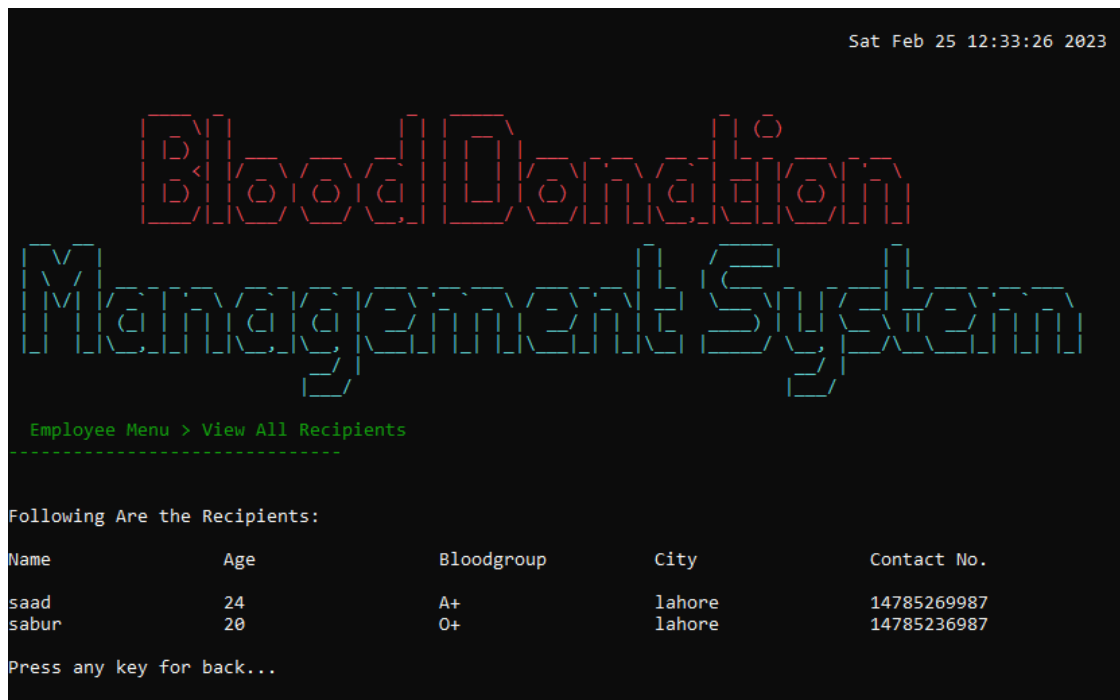 Sat Feb 25 12:33:26 2023
Blood Donation
Management System
Employee Menu > View All Recipients
-------------------------------
Following Are the Recipients:
Name Age Bloodgroup City Contact No.
saad 24 A+ lahore 14785269987
sabur 20 O+ lahore 14785236987
Press any key for back...